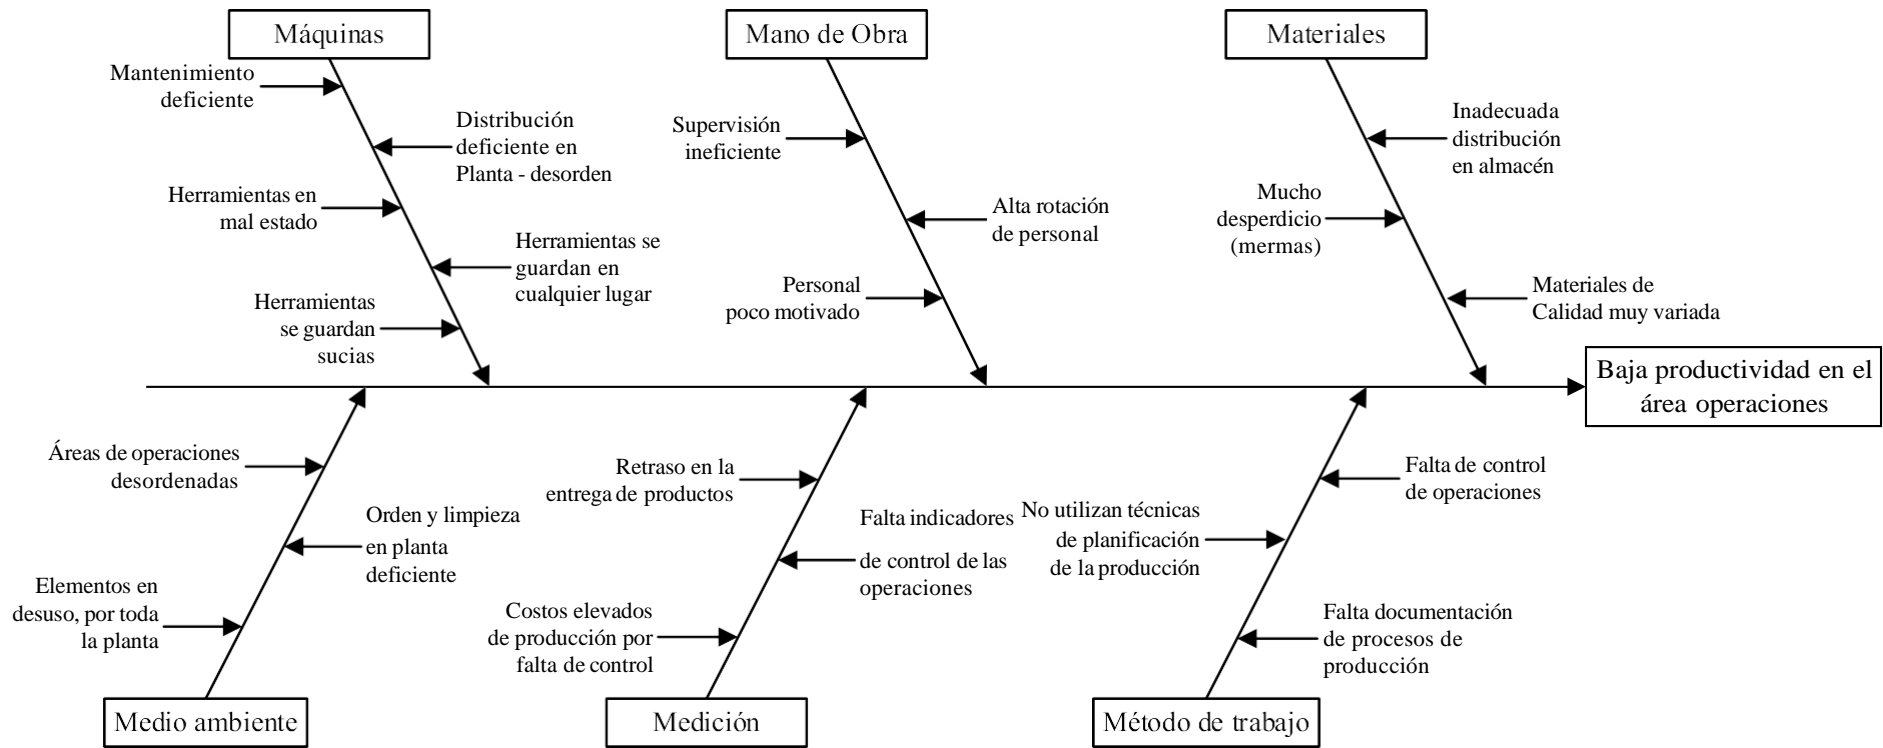 Máquinas
Mano de Obra
Materiales
Mantenimiento
deficiente
Distribución
deficiente en
Planta - desorden
Herramientas en
mal estado
Herramientas se
guardan en
cualquier lugar
Herramientas
se guardan
sucias
Supervisión
ineficiente
Alta rotación
de personal
Personal
poco motivado
Inadecuada
distribución
en almacén
Mucho
desperdicio
(mermas)
Materiales de
Calidad muy variada
Baja productividad en el
área operaciones
Áreas de operaciones
desordenadas
Orden y limpieza
en planta
deficiente
Elementos en
desuso, por toda
la planta
Retraso en la
entrega de productos
Falta indicadores
de control de las
operaciones
Costos elevados
de producción por
falta de control
Falta de control
de operaciones
No utilizan técnicas
de planificación
de la producción
Falta documentación
de procesos de
producción
Medio ambiente
Medición
Método de trabajo